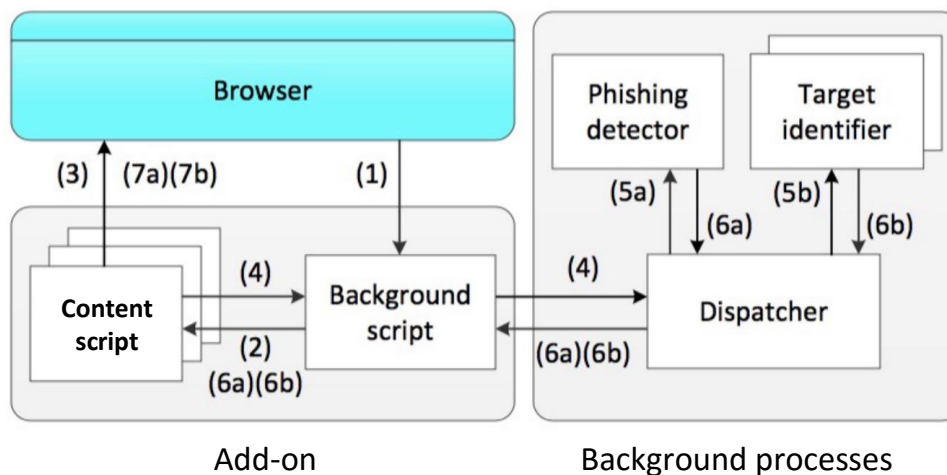 Browser
Phishing
detector
Target
identifier
(3)
(7a)(7b)
(1)
(5a)
(6a)
(5b)
(6b)
Content
script
(4)
(2)
(6a)(6b)
Background
script
(4)
(6a)(6b)
Dispatcher
Add-on
Background processes